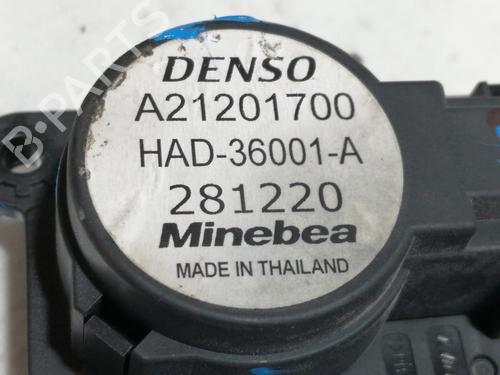 DENSO
A21201700
HAD-36001-A
281220
Minebea
MADE IN THAILAND
B-PARTS